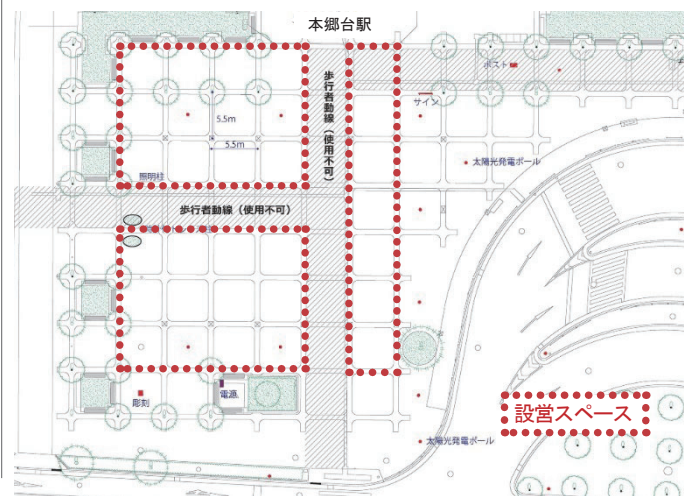 本郷台駅
ポスト
サイン
歩行者動線（使用不可）
5.5m
5.5m
太陽光発電ポール
照明柱
歩行者動線（使用不可）
電源
彫刻
設営スペース
太陽光発電ポール